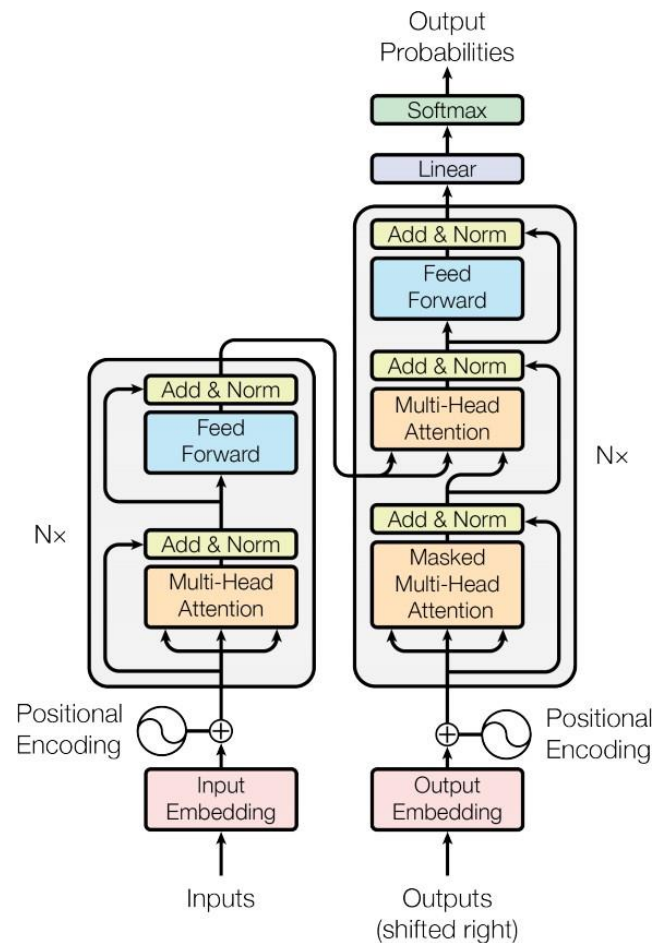 Output
Probabilities
Softmax
Linear
Add & Norm
Feed
Forward
Add & Norm
Multi-Head
Attention
Add & Norm
Masked
Multi-Head
Attention
Nx
Add & Norm
Feed
Forward
Add & Norm
Multi-Head
Attention
Nx
Positional
Encoding
Positional
Encoding
Input
Embedding
Output
Embedding
Inputs
Outputs
(shifted right)